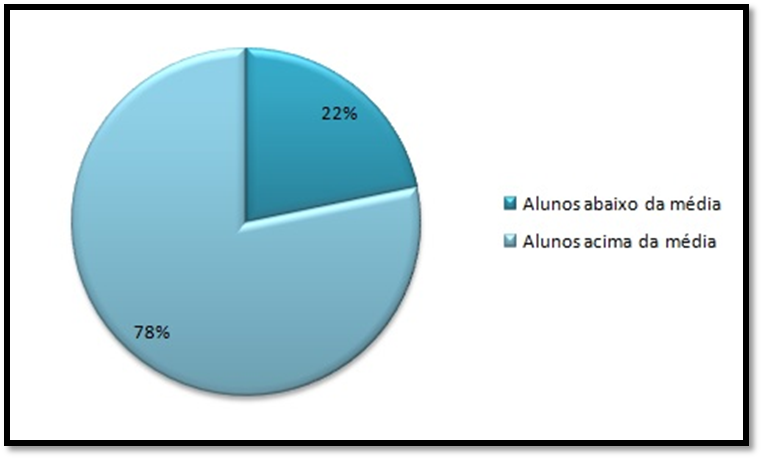 22%
Alunos abaixo da média
Alunos acima da média
78%